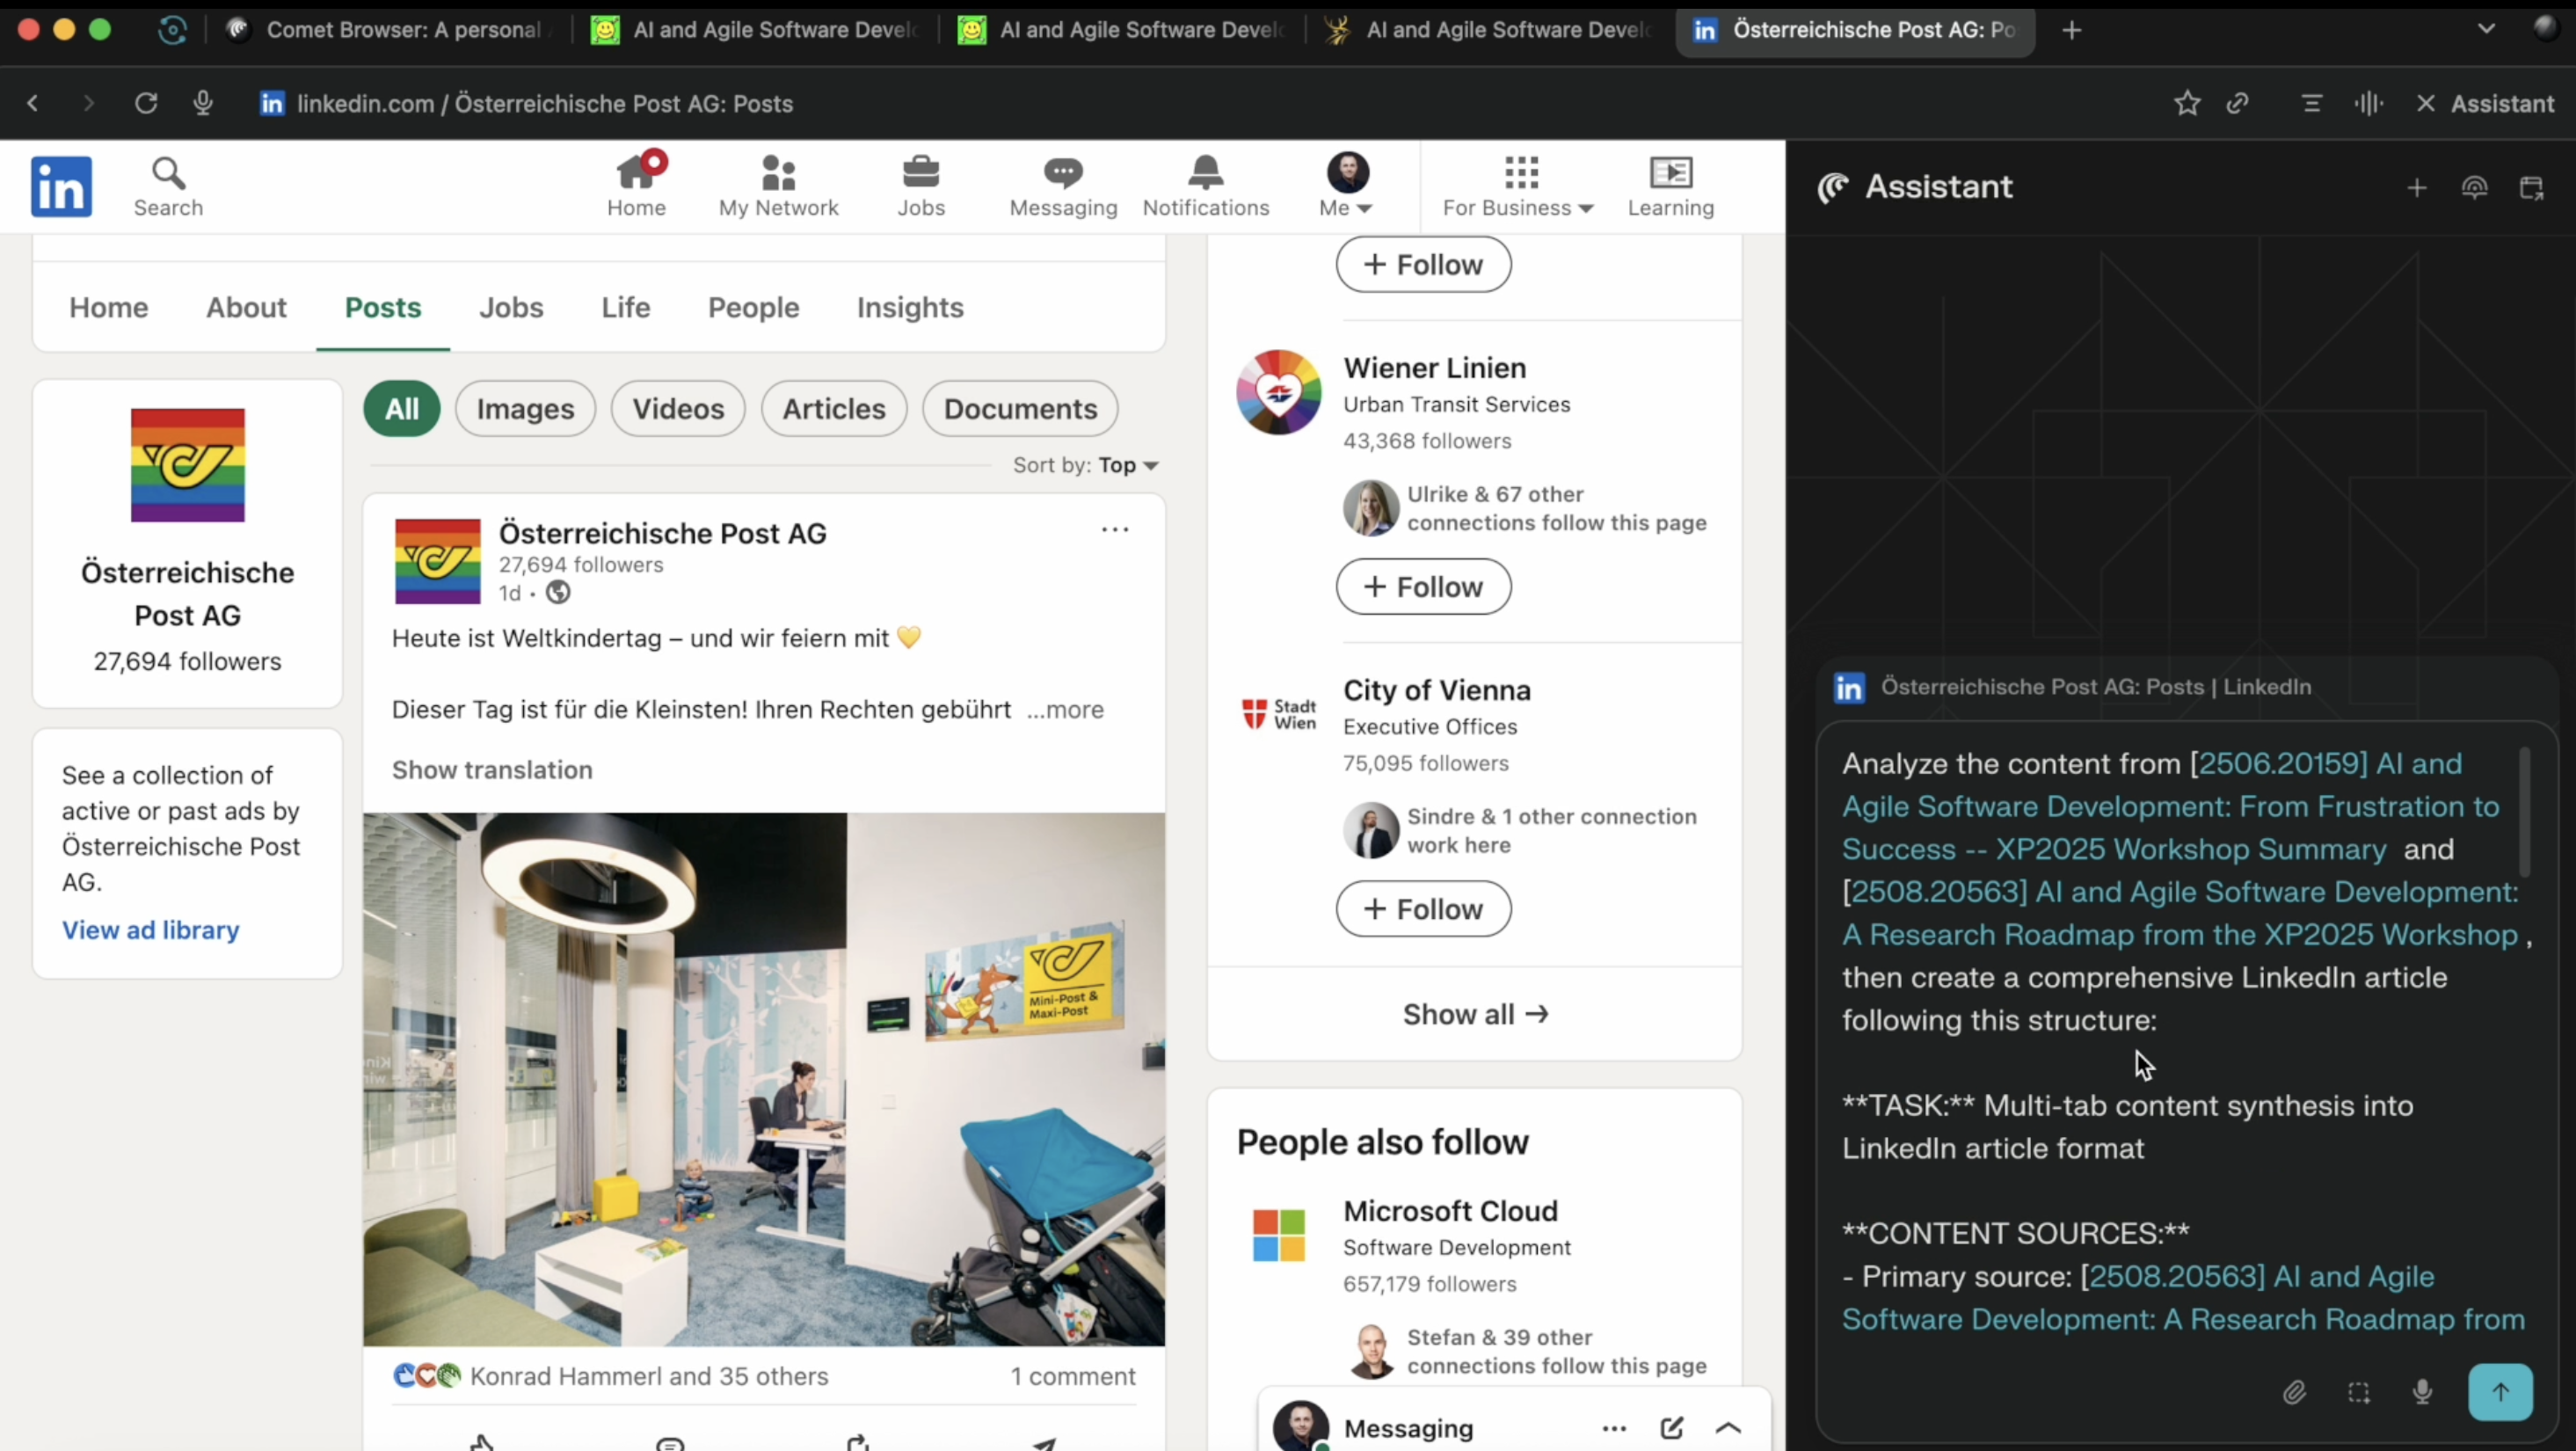 Comet Browser: A personal
AI and Agile Software Develo
AI and Agile Software Develo
AI and Agile Software Develo
Österreichische Post AG: Po
linkedin.com / Österreichische Post AG: Posts
Assistant
in
Search
Home
My Network
Jobs
Messaging
Notifications
Me
For Business
Learning
Home
About
Posts
Jobs
Life
People
Insights
Österreichische
Post AG
27,694 followers
See a collection of
active or past ads by
Österreichische Post
AG.
View ad library
All
Images
Videos
Articles
Documents
Sort by: Top
Österreichische Post AG
27,694 followers
1d •
Heute ist Weltkindertag – und wir feiern mit 💛
Dieser Tag ist für die Kleinsten! Ihren Rechten gebührt ...more
Show translation
Mini-Post &
Maxi-Post
Konrad Hammerl and 35 others
1 comment
+ Follow
Wiener Linien
Urban Transit Services
43,368 followers
Ulrike & 67 other
connections follow this page
+ Follow
Stadt
Wien
City of Vienna
Executive Offices
75,095 followers
Sindre & 1 other connection
work here
+ Follow
Show all →
People also follow
Microsoft Cloud
Software Development
657,179 followers
Stefan & 39 other
connections follow this page
Messaging
Assistant
Österreichische Post AG: Posts | LinkedIn
Analyze the content from [2506.20159] AI and
Agile Software Development: From Frustration to
Success -- XP2025 Workshop Summary and
[2508.20563] AI and Agile Software Development:
A Research Roadmap from the XP2025 Workshop ,
then create a comprehensive LinkedIn article
following this structure:
**TASK:** Multi-tab content synthesis into
LinkedIn article format
**CONTENT SOURCES:**
- Primary source: [2508.20563] AI and Agile
Software Development: A Research Roadmap from